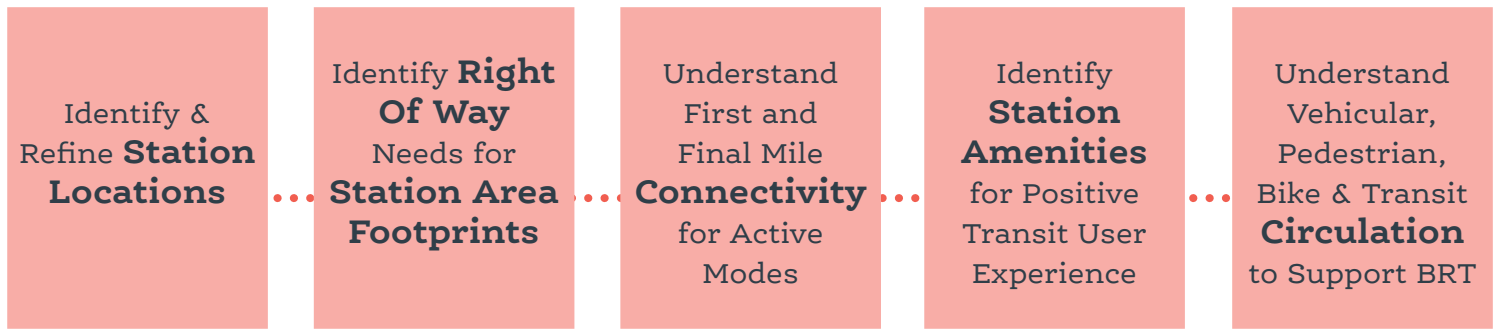 Identify &
Refine Station
Locations
Identify Right
Of Way
Needs for
Station Area
Footprints
Understand
First and
Final Mile
Connectivity
for Active
Modes
Identify
Station
Amenities
for Positive
Transit User
Experience
Understand
Vehicular,
Pedestrian,
Bike & Transit
Circulation
to Support BRT